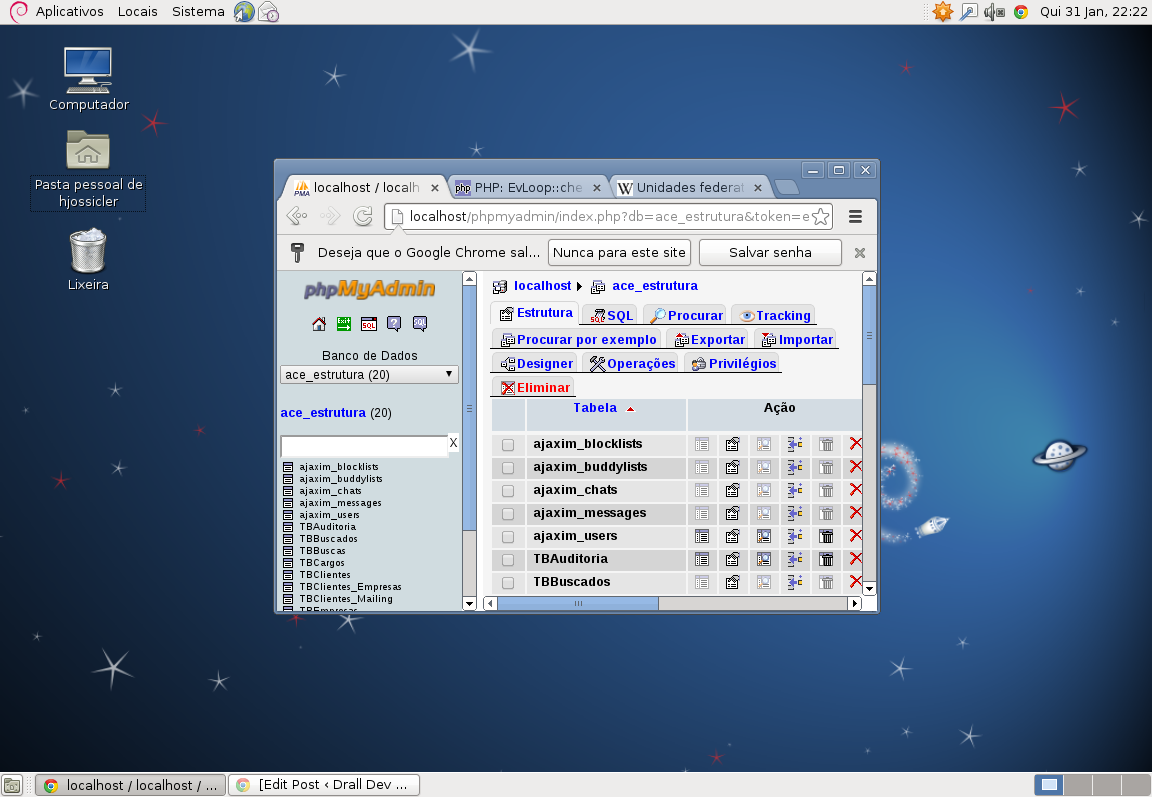 Aplicativos Locais Sistema
Qui 31 Jan, 22:22
Computador
Pasta pessoal de
hjossicler
Lixeira
localhost / localh
PHP: EvLoop::che
Unidades federat
localhost/phpmyadmin/index.php?db=ace_estrutura&token=e
Deseja que o Google Chrome sal...
Nunca para este site
Salvar senha
phpMyAdmin
Banco de Dados
ace_estrutura (20)
ace_estrutura (20)
X
ajaxim_blocklists
ajaxim_buddylists
ajaxim_chats
ajaxim_messages
ajaxim_users
TBAuditoria
TBBuscados
TBBuscas
TBCargos
TBClientes
TBClientes_Empresas
TBClientes_Mailing
TBEmpresas
localhost
ace_estrutura
Estrutura
SQL
Procurar
Tracking
Procurar por exemplo
Exportar
Importar
Designer
Operações
Privilégios
Eliminar
Tabela
Ação
ajaxim_blocklists
ajaxim_buddylists
ajaxim_chats
ajaxim_messages
ajaxim_users
TBAuditoria
TBBuscados
localhost / localhost / ...
[Edit Post ‹ Drall Dev ...